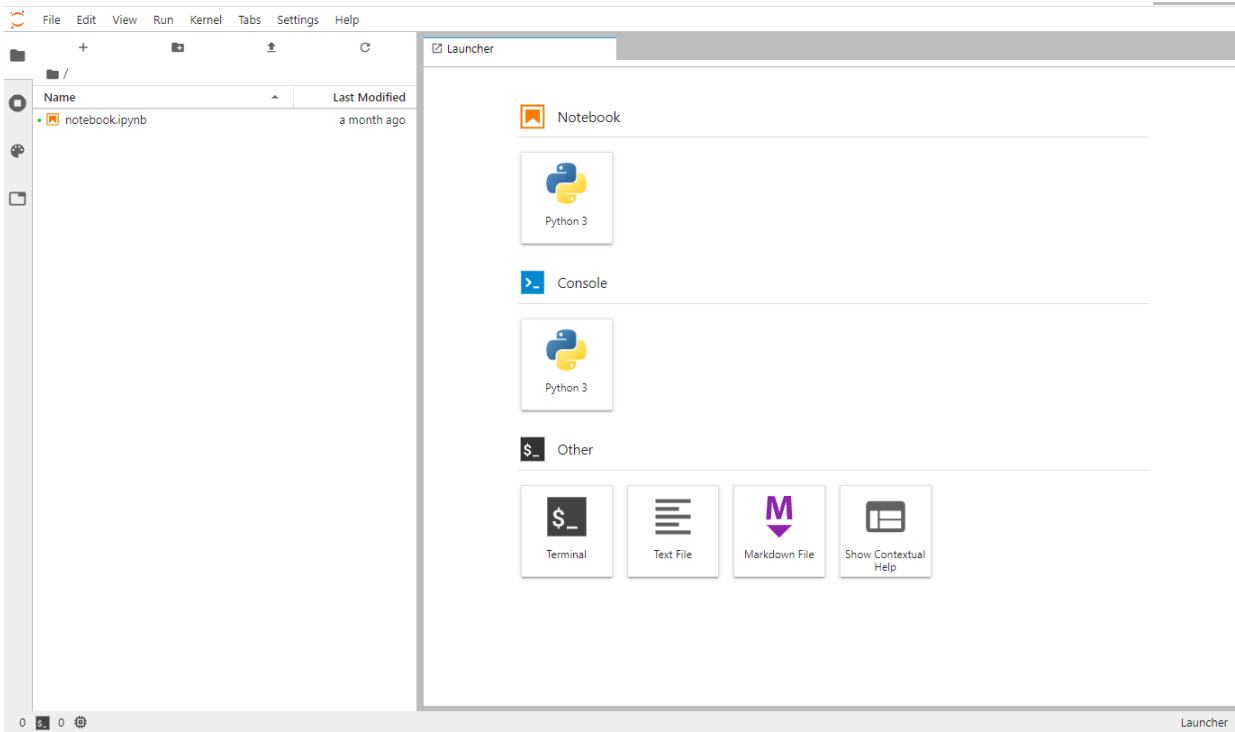 File Edit View Run Kernel Tabs Settings Help
Launcher
/
Name Last Modified
notebook.ipynb a month ago
Notebook
Python 3
Console
Python 3
$_ Other
$_ M
Terminal Text File Markdown File Show Contextual
Help
0 $_ 0 Launcher